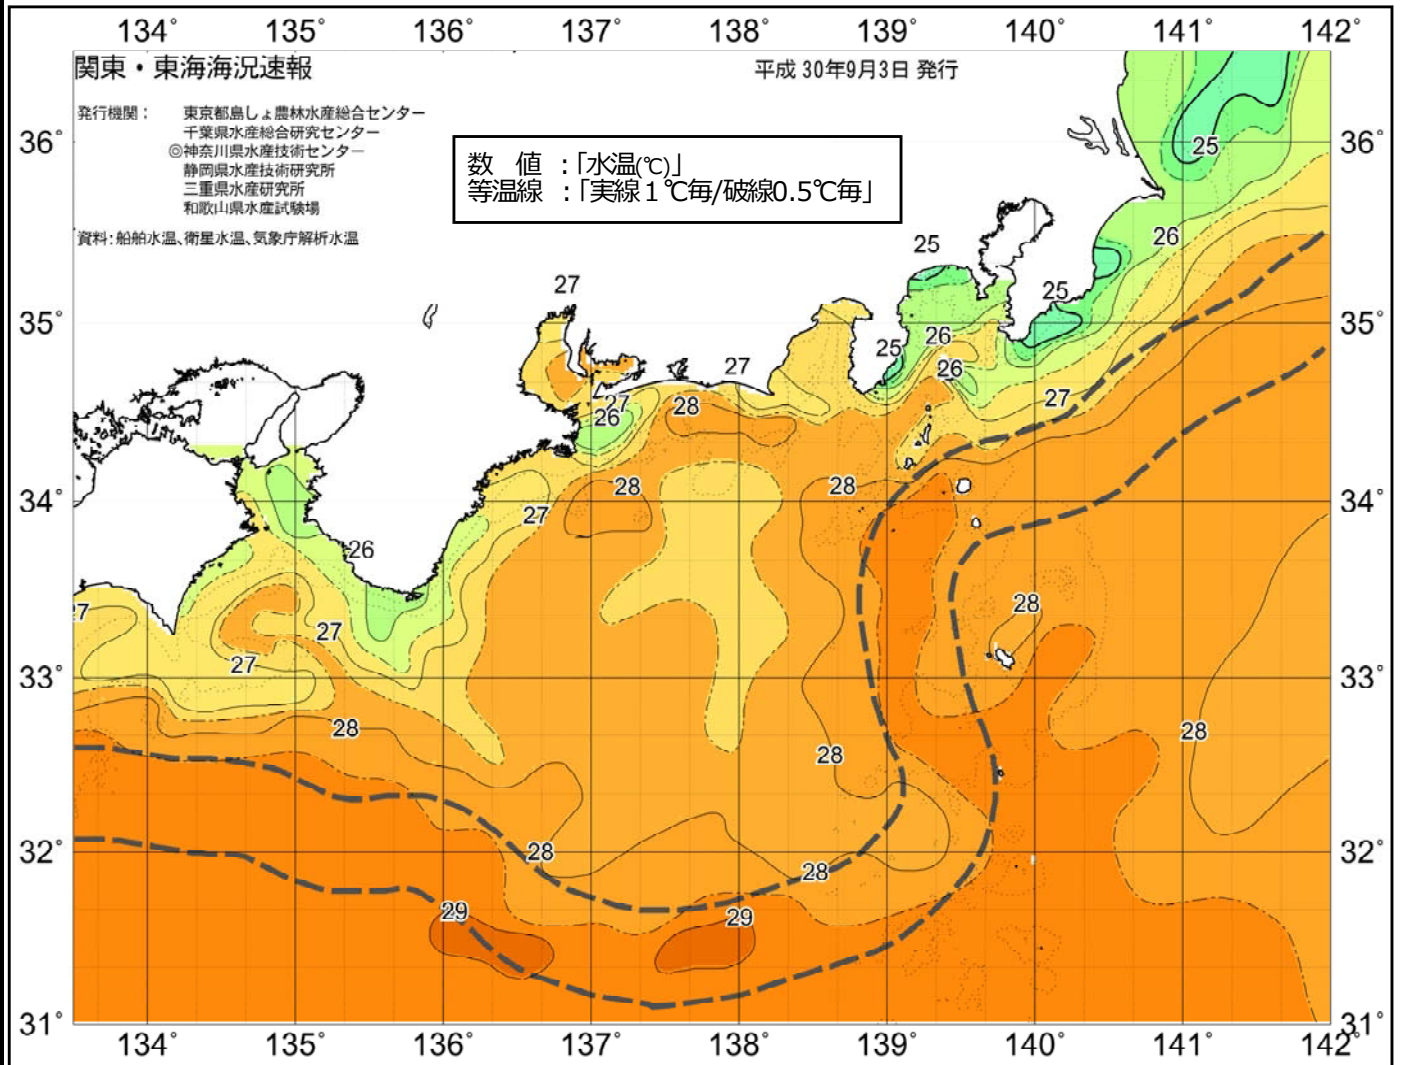 134° 135° 136° 137° 138° 139° 140° 141° 142°
関東・東海海況速報
平成 30年9月3日 発行
発行機関： 東京都島しょ農林水産総合センター
千葉県水産総合研究センター
◎神奈川県水産技術センター
静岡県水産技術研究所
三重県水産研究所
和歌山県水産試験場
資料：船舶水温、衛星水温、気象庁解析水温
数 値 ：「水温(℃)」
等温線 ：「実線１℃毎/破線0.5℃毎」
36° 25 36°
26
25
27 25
35° 26 35°
25
27 26
27 28 27
26
28 28
34° 27 34°
26
27 28
27
27
33° 33°
28 28
28
32° 28 32°
28
29 29
31° 31°
134° 135° 136° 137° 138° 139° 140° 141° 142°